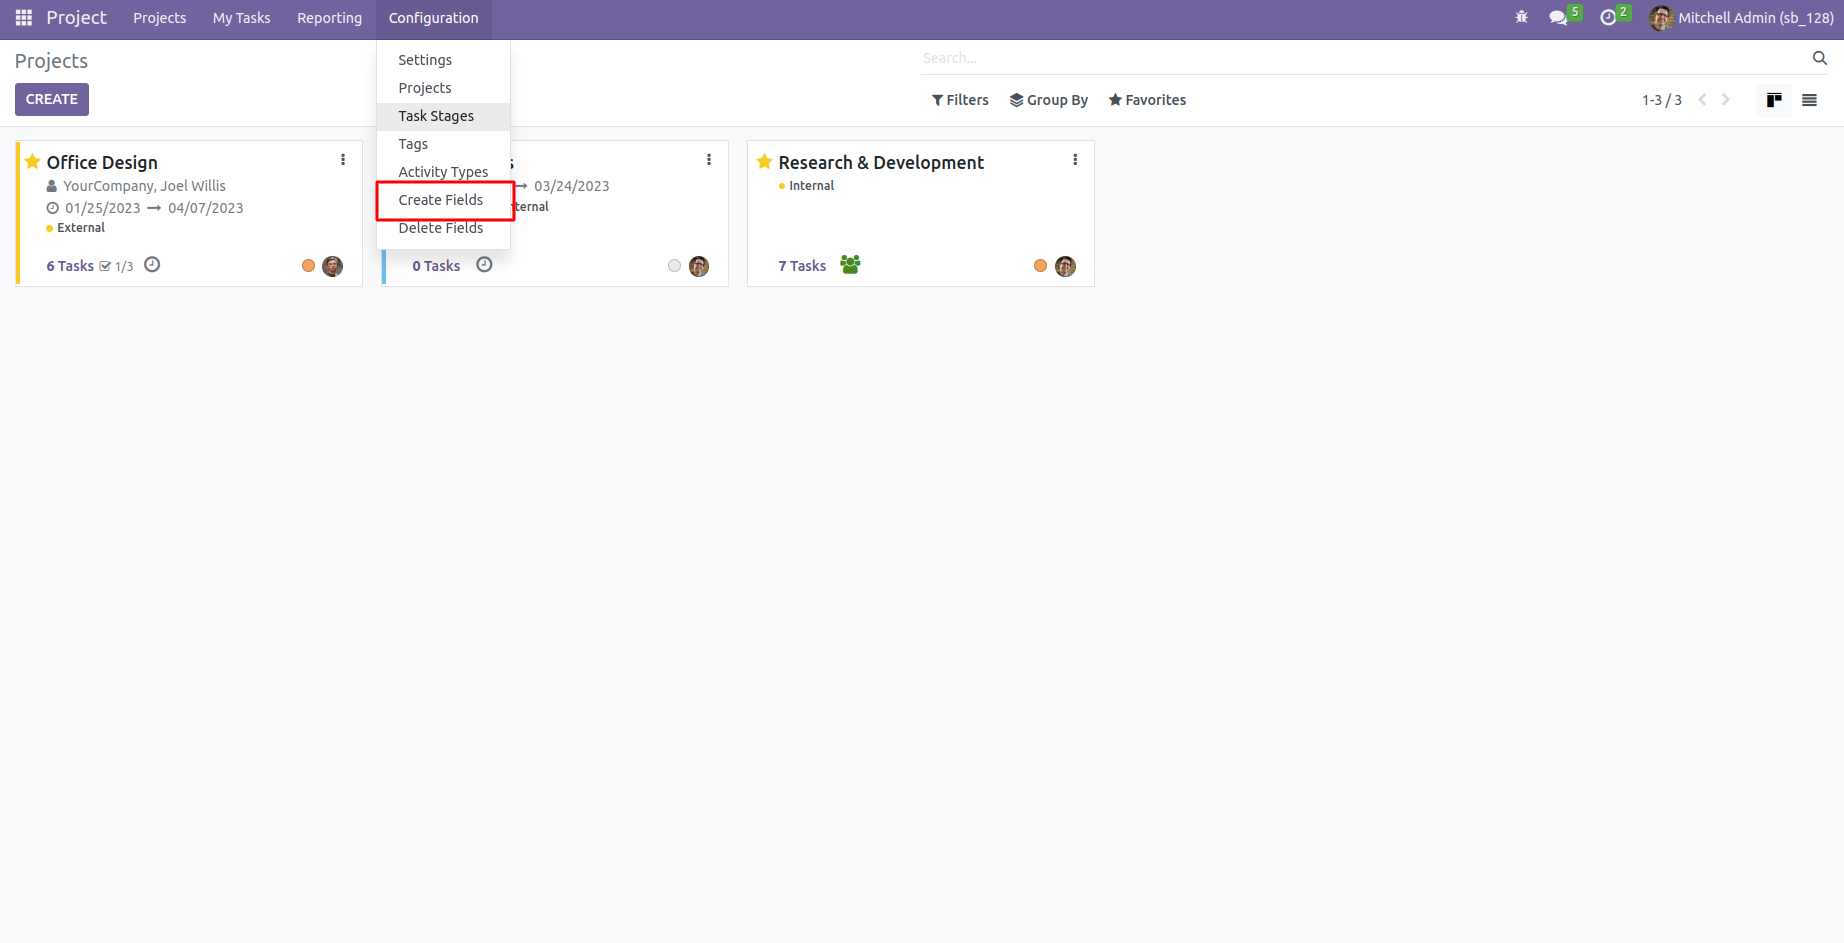 Project Projects My Tasks Reporting Configuration 5 2 Mitchell Admin (sb_128)
Projects
Search...
CREATE
Filters Group By Favorites 1-3 / 3
Settings
Projects
Task Stages
Tags
Activity Types
Create Fields
Delete Fields
Office Design
YourCompany, Joel Willis
01/25/2023 → 04/07/2023
External
6 Tasks 1/3
s
→ 03/24/2023
nternal
0 Tasks
Research & Development
Internal
7 Tasks